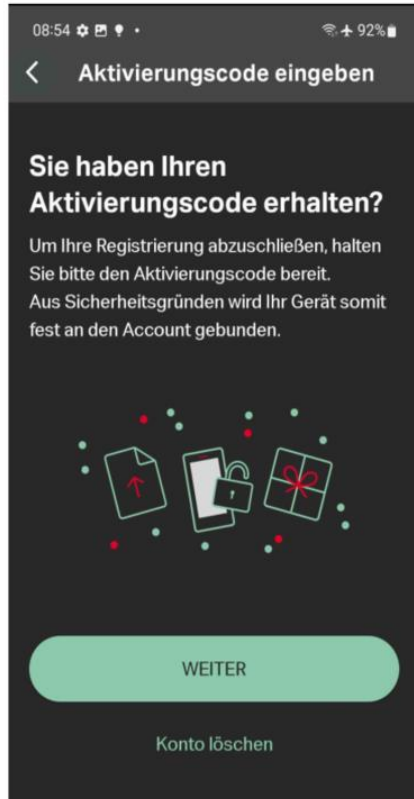 08:54 92%
Aktivierungscode eingeben
Sie haben Ihren
Aktivierungscode erhalten?
Um Ihre Registrierung abzuschließen, halten
Sie bitte den Aktivierungscode bereit.
Aus Sicherheitsgründen wird Ihr Gerät somit
fest an den Account gebunden.
WEITER
Konto löschen